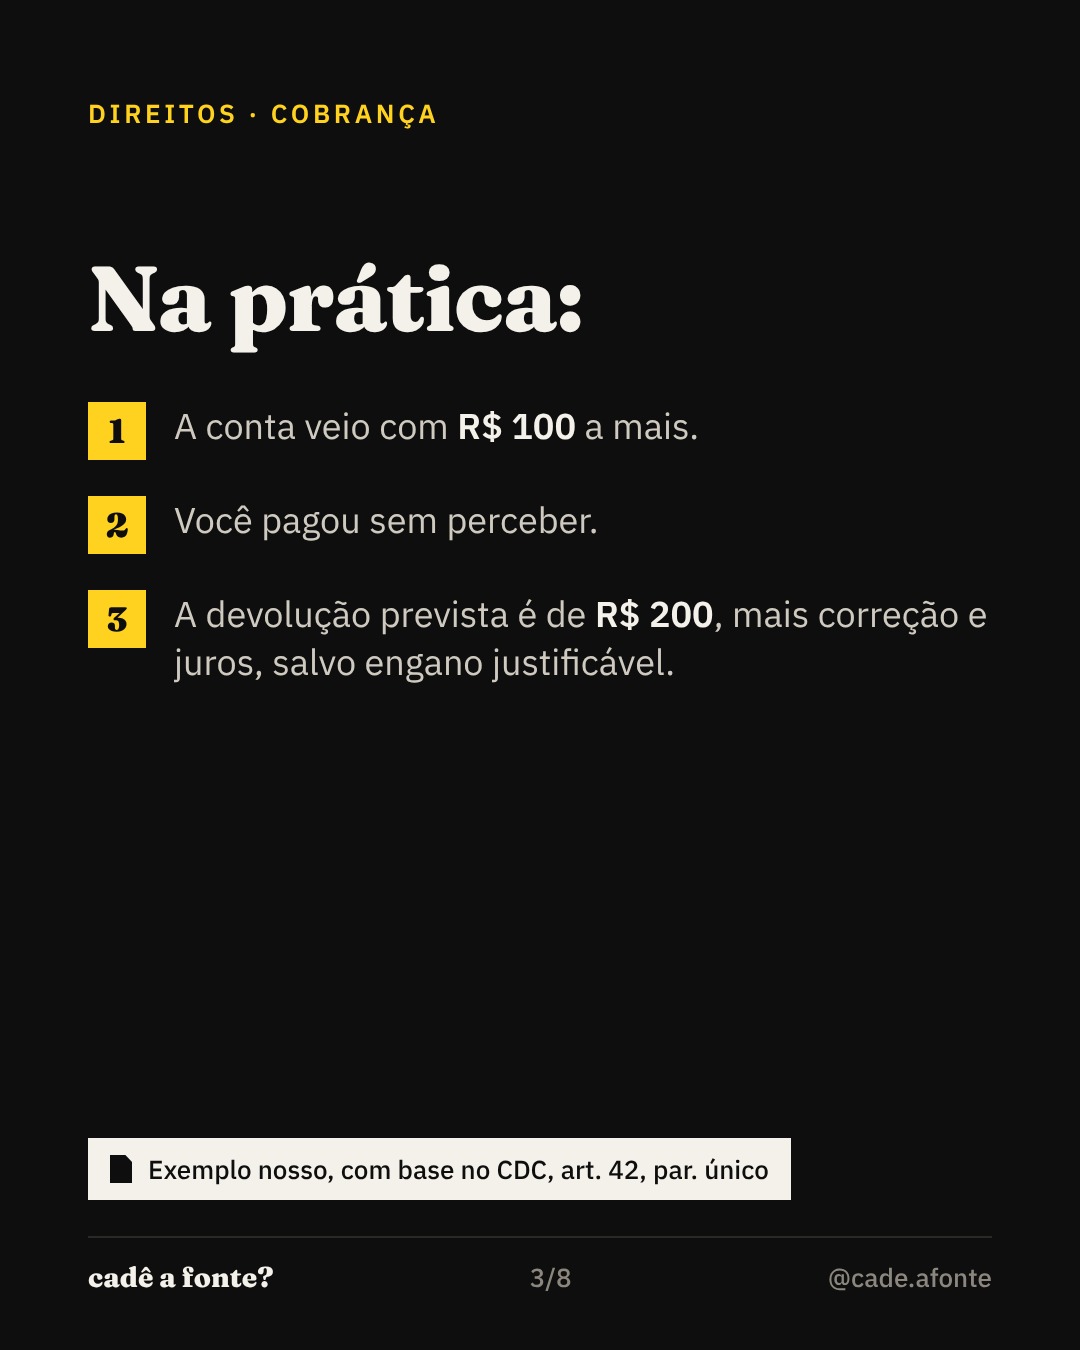 DIREITOS · COBRANÇA
Na prática:
1 A conta veio com R$ 100 a mais.
2 Você pagou sem perceber.
3 A devolução prevista é de R$ 200, mais correção e
juros, salvo engano justificável.
Exemplo nosso, com base no CDC, art. 42, par. único
cadê a fonte? 3/8 @cade.afonte